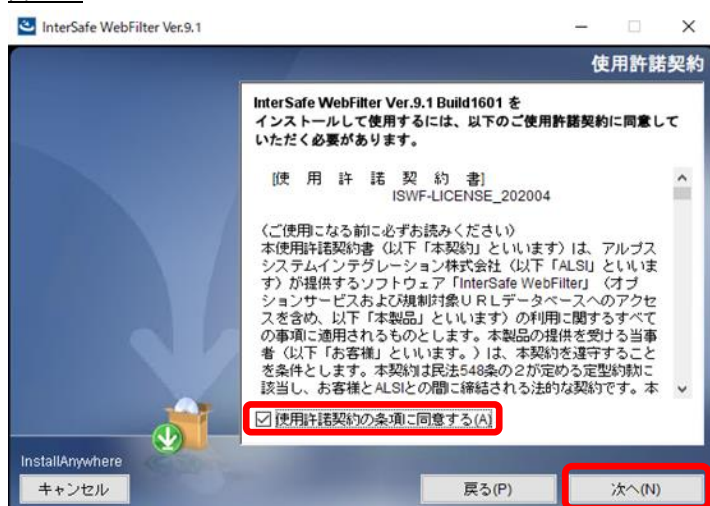 InterSafe WebFilter Ver.9.1
使用許諾契約
InterSafe WebFilter Ver.9.1 Build1601 を
インストールして使用するには、以下のご使用許諾契約に同意して
いただく必要があります。
[使 用 許 諾 契 約 書]
ISWF-LICENSE_202004
(ご使用になる前に必ずお読みください)
本使用許諾契約書(以下「本契約」といいます)は、アルプス
システムインテグレーション株式会社(以下「ALSI」といいま
す)が提供するソフトウェア「InterSafe WebFilter」(オプ
ションサービスおよび規制対象URLデータベースへのアクセ
スを含め、以下「本製品」といいます)の利用に関するすべて
の事項に適用されるものとします。本製品の提供を受ける当事
者(以下「お客様」といいます。)は、本契約を遵守すること
を条件とします。本契約は民法548条の2が定める定型約款に
該当し、お客様とALSIとの間に締結される法的な契約です。本
使用許諾契約の条項に同意する(A)
InstallAnywhere
キャンセル
戻る(P)
次へ(N)